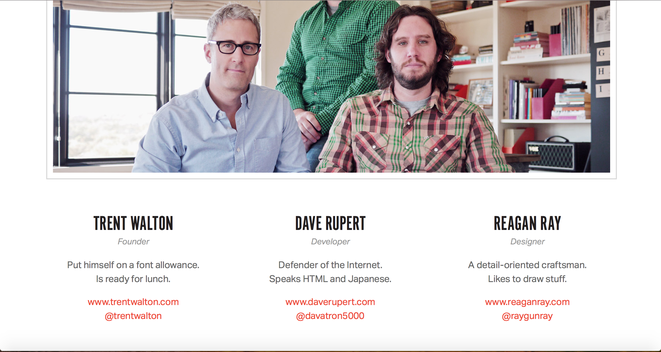 G
H
I
TRENT WALTON
Founder
Put himself on a font allowance.
Is ready for lunch.
www.trentwalton.com
@trentwalton
DAVE RUPERT
Developer
Defender of the Internet.
Speaks HTML and Japanese.
www.daverupert.com
@davatron5000
REAGAN RAY
Designer
A detail-oriented craftsman.
Likes to draw stuff.
www.reaganray.com
@raygunray